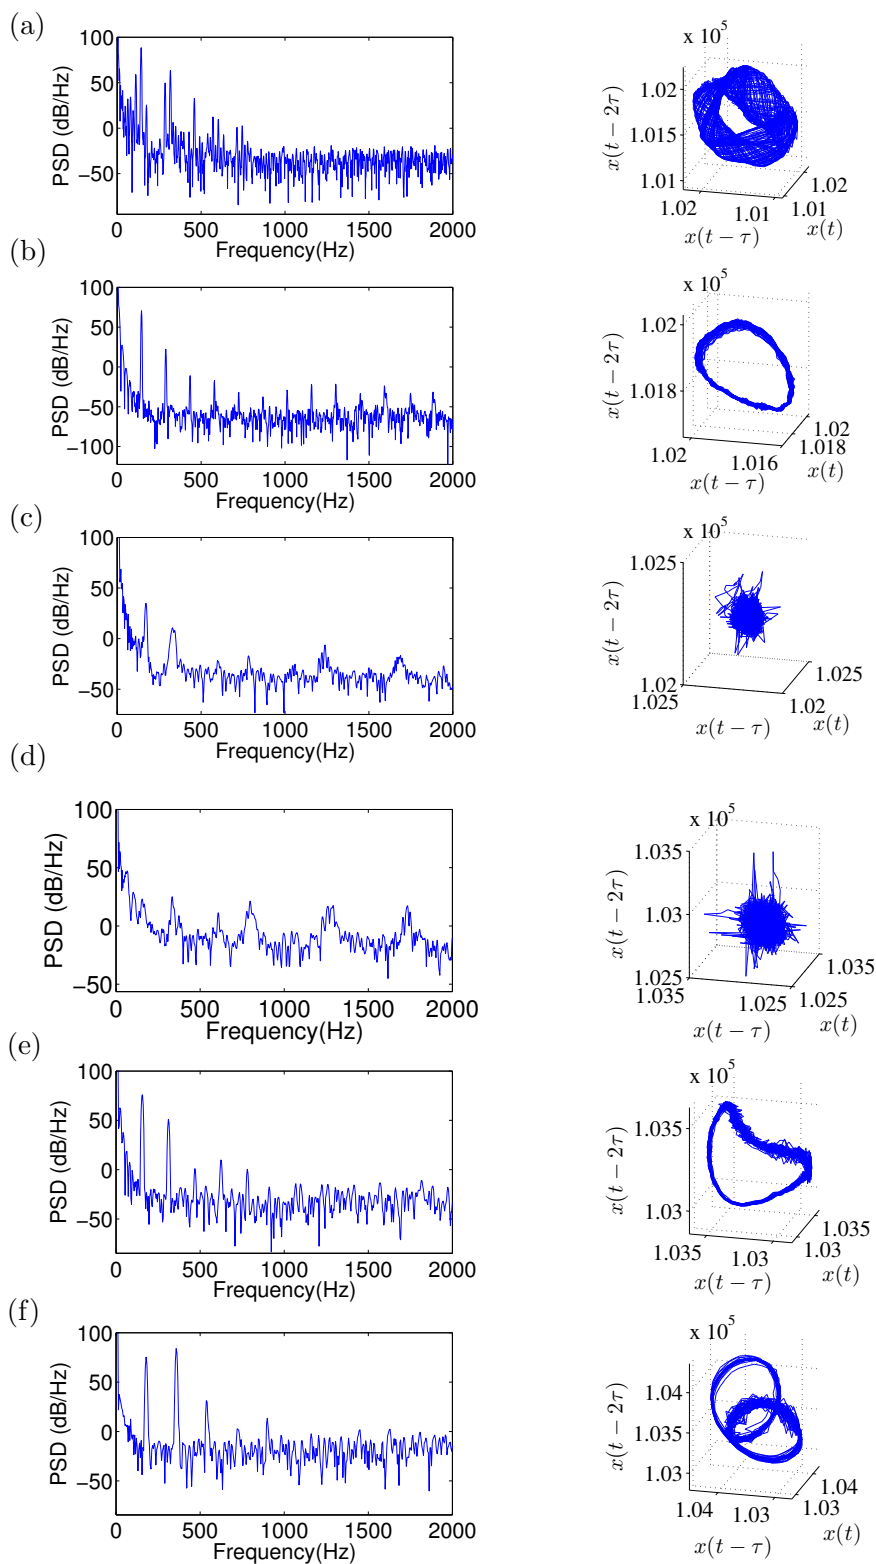 (a)
100
50
0
−50
0 500 1000 1500 2000
Frequency(Hz)
PSD (dB/Hz)
x 10^5
1.02
1.015
1.01
x(t − 2τ)
1.02 1.01
x(t − τ)
1.02
1.01
x(t)
(b)
100
50
0
−50
−100
0 500 1000 1500 2000
Frequency(Hz)
PSD (dB/Hz)
x 10^5
1.02
1.018
x(t − 2τ)
1.02 1.016
x(t − τ)
1.02
1.018
x(t)
(c)
100
50
0
−50
0 500 1000 1500 2000
Frequency(Hz)
PSD (dB/Hz)
x 10^5
1.025
1.02
x(t − 2τ)
1.025 1.02
x(t − τ)
1.025
x(t)
(d)
100
50
0
−50
0 500 1000 1500 2000
Frequency(Hz)
PSD (dB/Hz)
x 10^5
1.035
1.03
1.025
x(t − 2τ)
1.035 1.025
x(t − τ)
1.035
1.025
x(t)
(e)
100
50
0
−50
0 500 1000 1500 2000
Frequency(Hz)
PSD (dB/Hz)
x 10^5
1.035
1.03
x(t − 2τ)
1.035 1.03
x(t − τ)
1.035
1.03
x(t)
(f)
100
50
0
−50
0 500 1000 1500 2000
Frequency(Hz)
PSD (dB/Hz)
x 10^5
1.04
1.035
1.03
x(t − 2τ)
1.04 1.03
x(t − τ)
1.04
1.03
x(t)